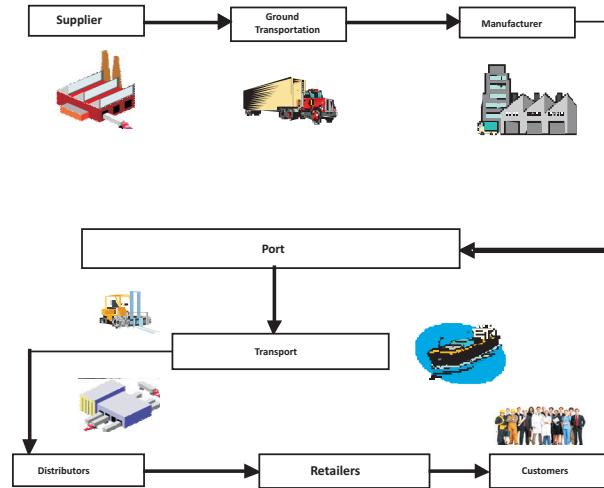 Supplier
Ground
Transportation
Manufacturer
Port
Transport
Distributors
Retailers
Customers